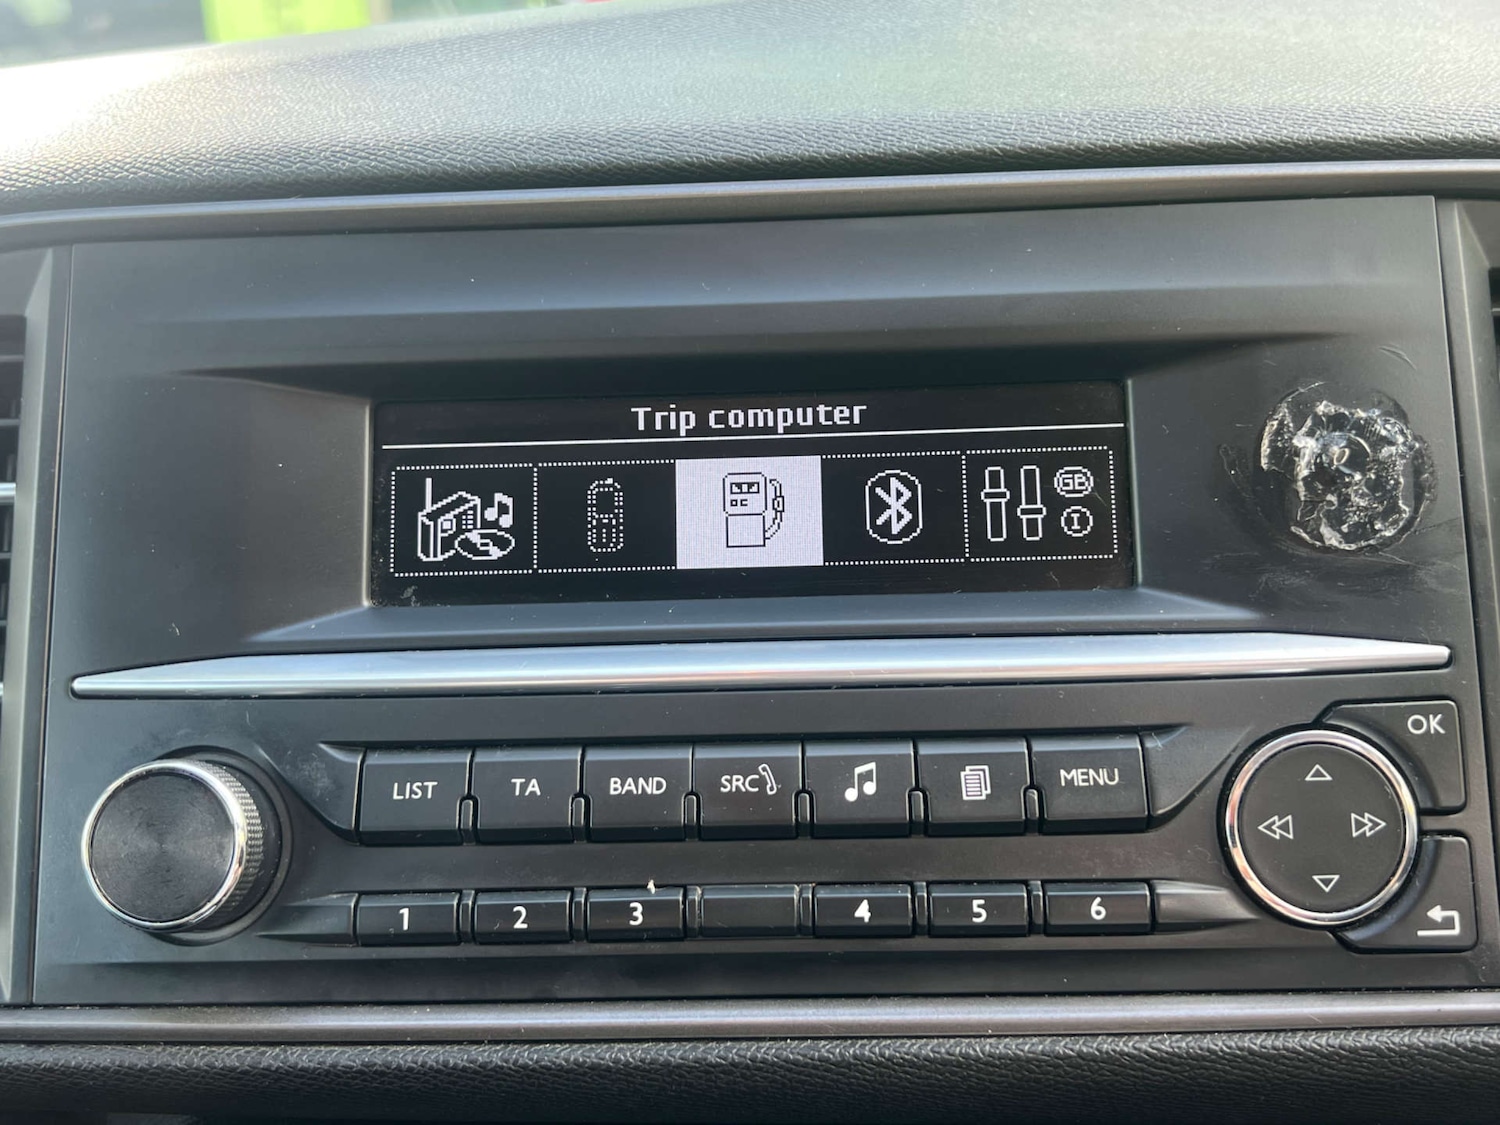 Trip computer
GB
I
LIST TA BAND SRC MENU
OK
1 2 3 4 5 6